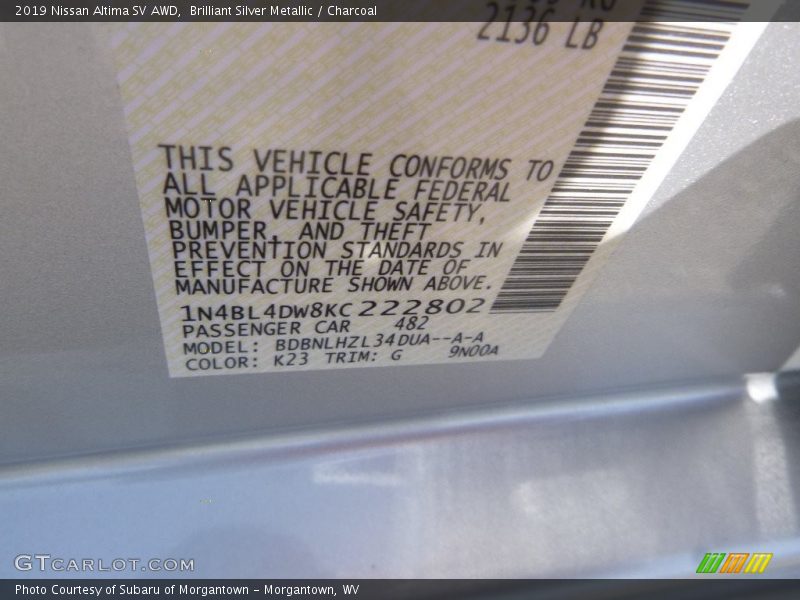 2019 Nissan Altima SV AWD,  Brilliant Silver Metallic / Charcoal
2136 LB
THIS VEHICLE CONFORMS TO
ALL APPLICABLE FEDERAL
MOTOR VEHICLE SAFETY,
BUMPER, AND THEFT
PREVENTION STANDARDS IN
EFFECT ON THE DATE OF
MANUFACTURE SHOWN ABOVE.
1N4BL4DW8KC222802
PASSENGER CAR 482
MODEL: BDBNLHZL34DUA--A-A
COLOR: K23 TRIM: G 9N00A
GTCARLOT.COM
Photo Courtesy of Subaru of Morgantown - Morgantown, WV